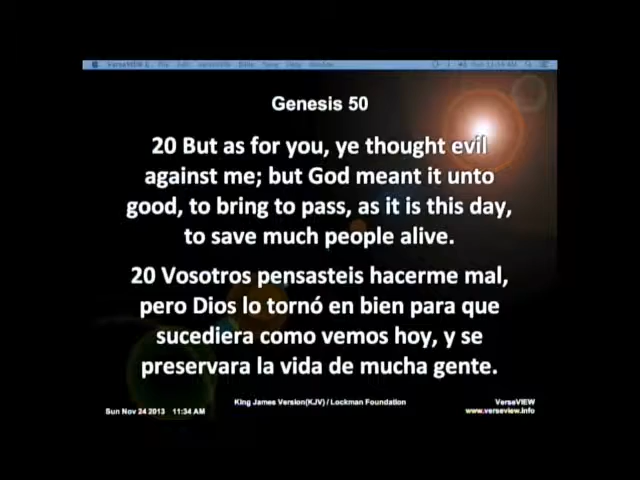 Genesis 50
20 But as for you, ye thought evil
against me; but God meant it unto
good, to bring to pass, as it is this day,
to save much people alive.
20 Vosotros pensasteis hacerme mal,
pero Dios lo tornó en bien para que
sucediera como vemos hoy, y se
preservara la vida de mucha gente.
King James Version(KJV) / Lockman Foundation
Sun Nov 24 2013 11:34 AM
VerseVIEW
www.verseview.info